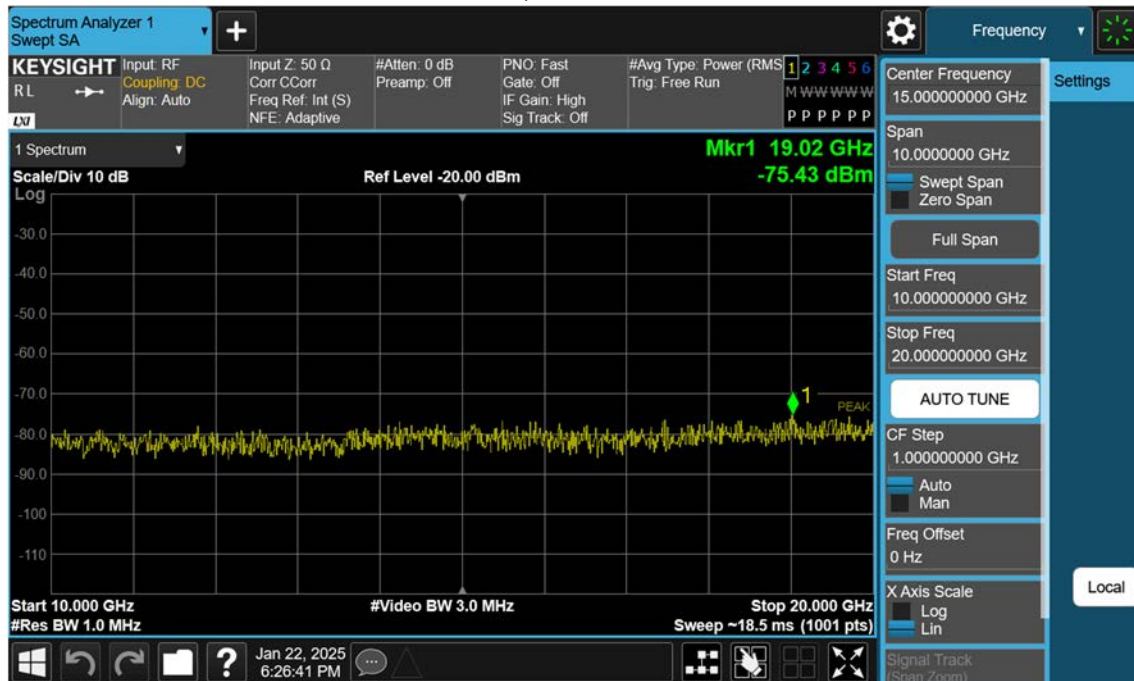 Spectrum Analyzer 1
Swept SA
Frequency
KEYSIGHT
RL
LXI
Input: RF
Coupling: DC
Align: Auto
Input Z: 50 Ω
Corr CCorr
Freq Ref: Int (S)
NFE: Adaptive
#Atten: 0 dB
Preamp: Off
PNO: Fast
Gate: Off
IF Gain: High
Sig Track: Off
#Avg Type: Power (RMS
Trig: Free Run
1 2 3 4 5 6
M W W W W W
P P P P P P
1 Spectrum
Scale/Div 10 dB
Ref Level -20.00 dBm
Mkr1 19.02 GHz
-75.43 dBm
Log
-30.0
-40.0
-50.0
-60.0
-70.0
-80.0
-90.0
-100
-110
1
PEAK
Start 10.000 GHz
#Res BW 1.0 MHz
#Video BW 3.0 MHz
Stop 20.000 GHz
Sweep ~18.5 ms (1001 pts)
Jan 22, 2025
6:26:41 PM
Center Frequency
15.000000000 GHz
Span
10.0000000 GHz
Swept Span
Zero Span
Full Span
Start Freq
10.000000000 GHz
Stop Freq
20.000000000 GHz
AUTO TUNE
CF Step
1.000000000 GHz
Auto
Man
Freq Offset
0 Hz
X Axis Scale
Log
Lin
Signal Track
(Span Zoom)
Settings
Local